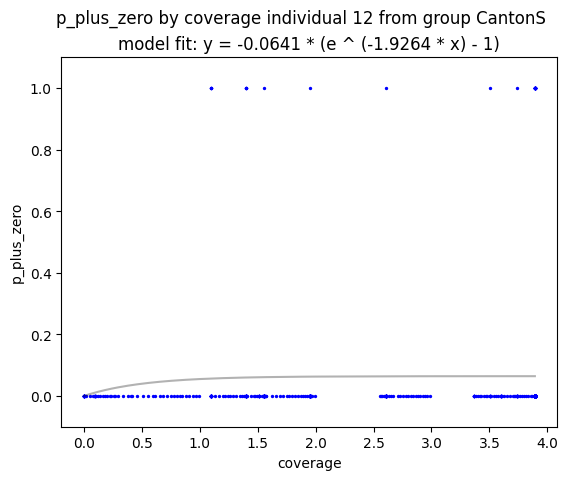 p_plus_zero by coverage individual 12 from group CantonS
model fit: y = -0.0641 * (e ^ (-1.9264 * x) - 1)
1.0
0.8
0.6
0.4
0.2
0.0
p_plus_zero
0.0 0.5 1.0 1.5 2.0 2.5 3.0 3.5 4.0
coverage